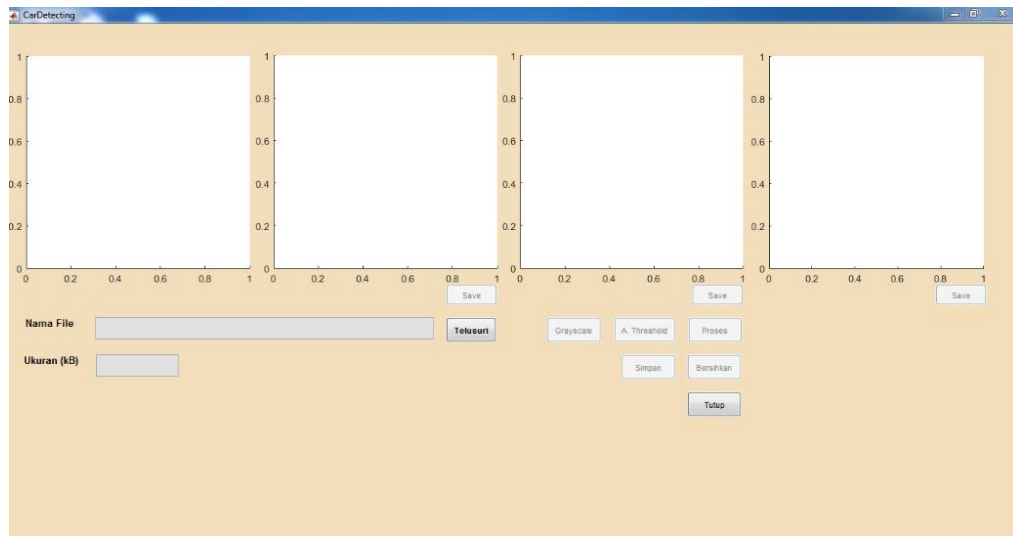 CarDetecting
1 1 1 1
0.8 0.8 0.8 0.8
0.6 0.6 0.6 0.6
0.4 0.4 0.4 0.4
0.2 0.2 0.2 0.2
0 0 0 0
0 0.2 0.4 0.6 0.8 1 0 0.2 0.4 0.6 0.8 1 0 0.2 0.4 0.6 0.8 1 0 0.2 0.4 0.6 0.8 1
Save Save Save
Nama File Telusuri Grayscale A. Threshold Proses
Ukuran (kB) Simpan Bersihkan
Tutup